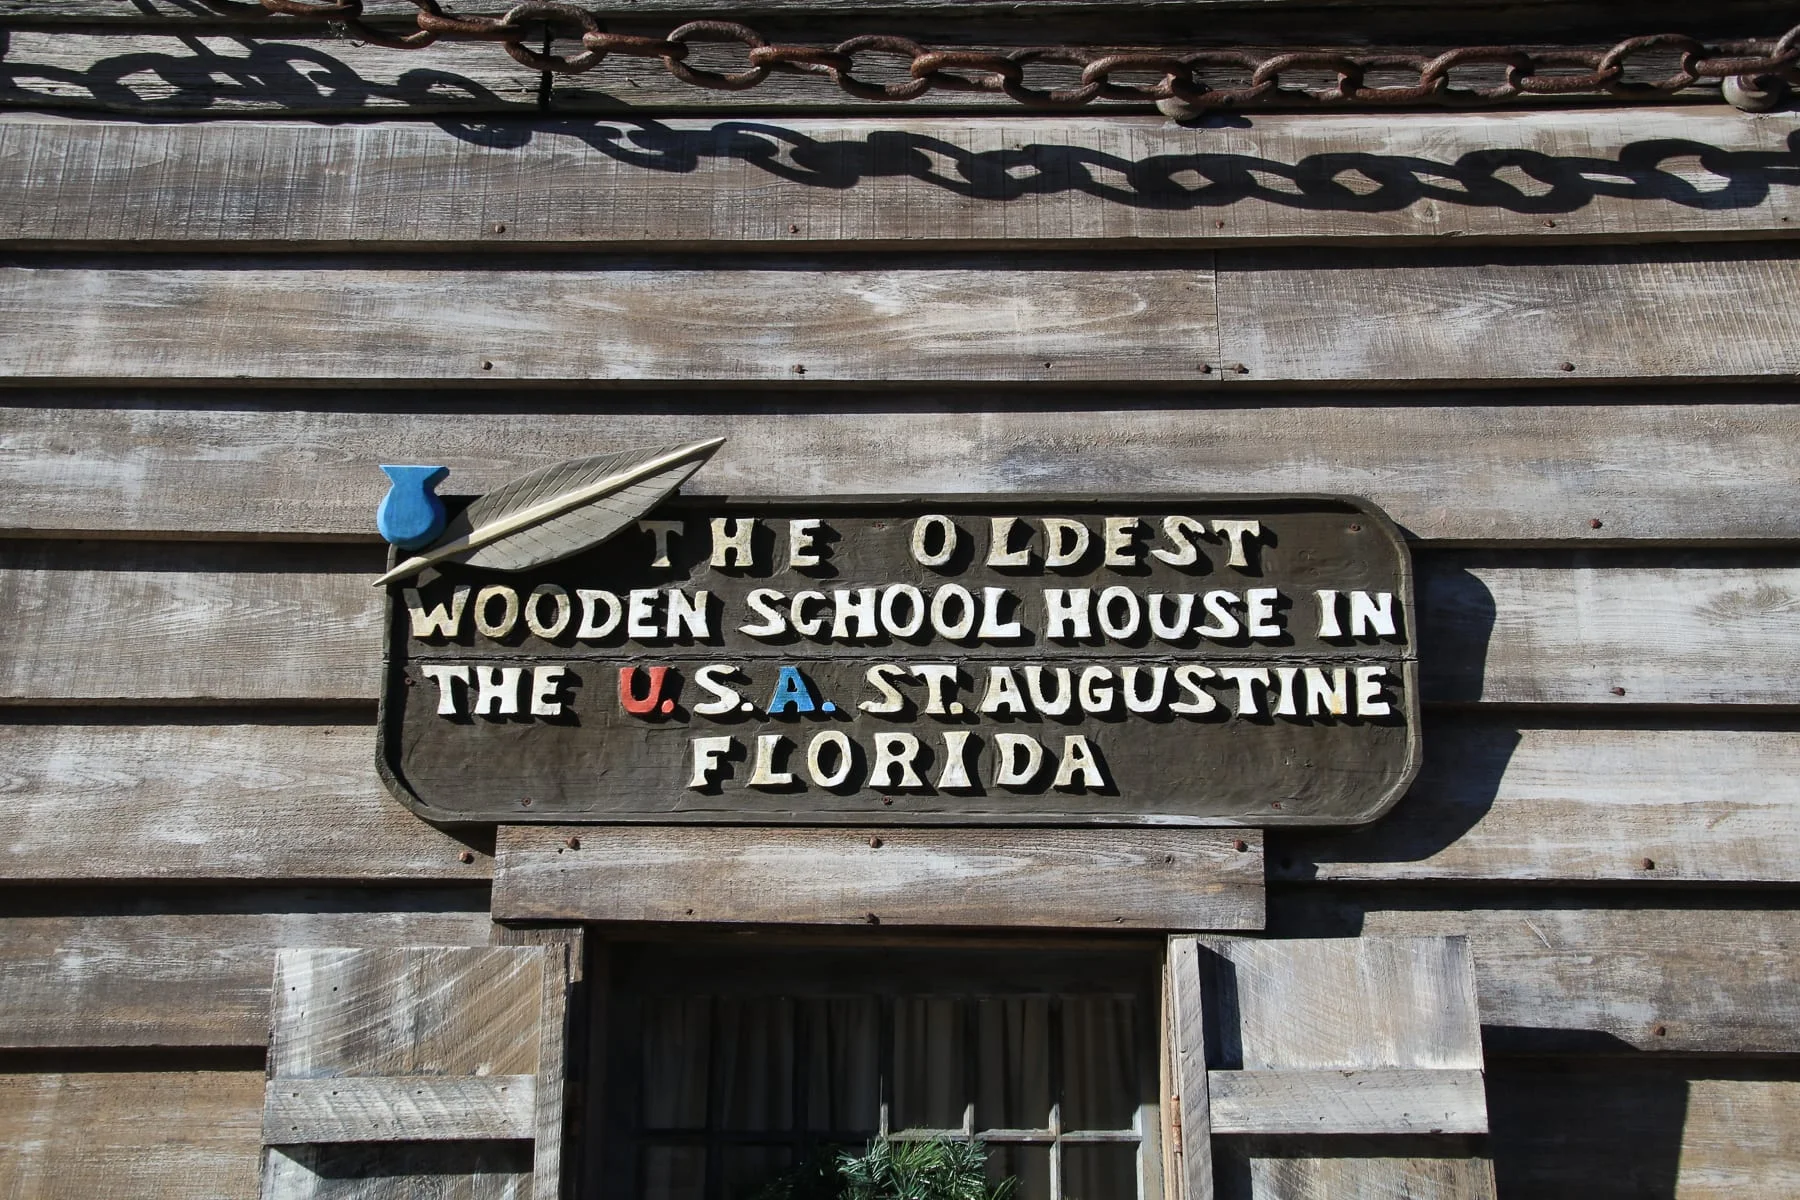 THE OLDEST
WOODEN SCHOOL HOUSE IN
THE U.S.A. ST. AUGUSTINE
FLORIDA